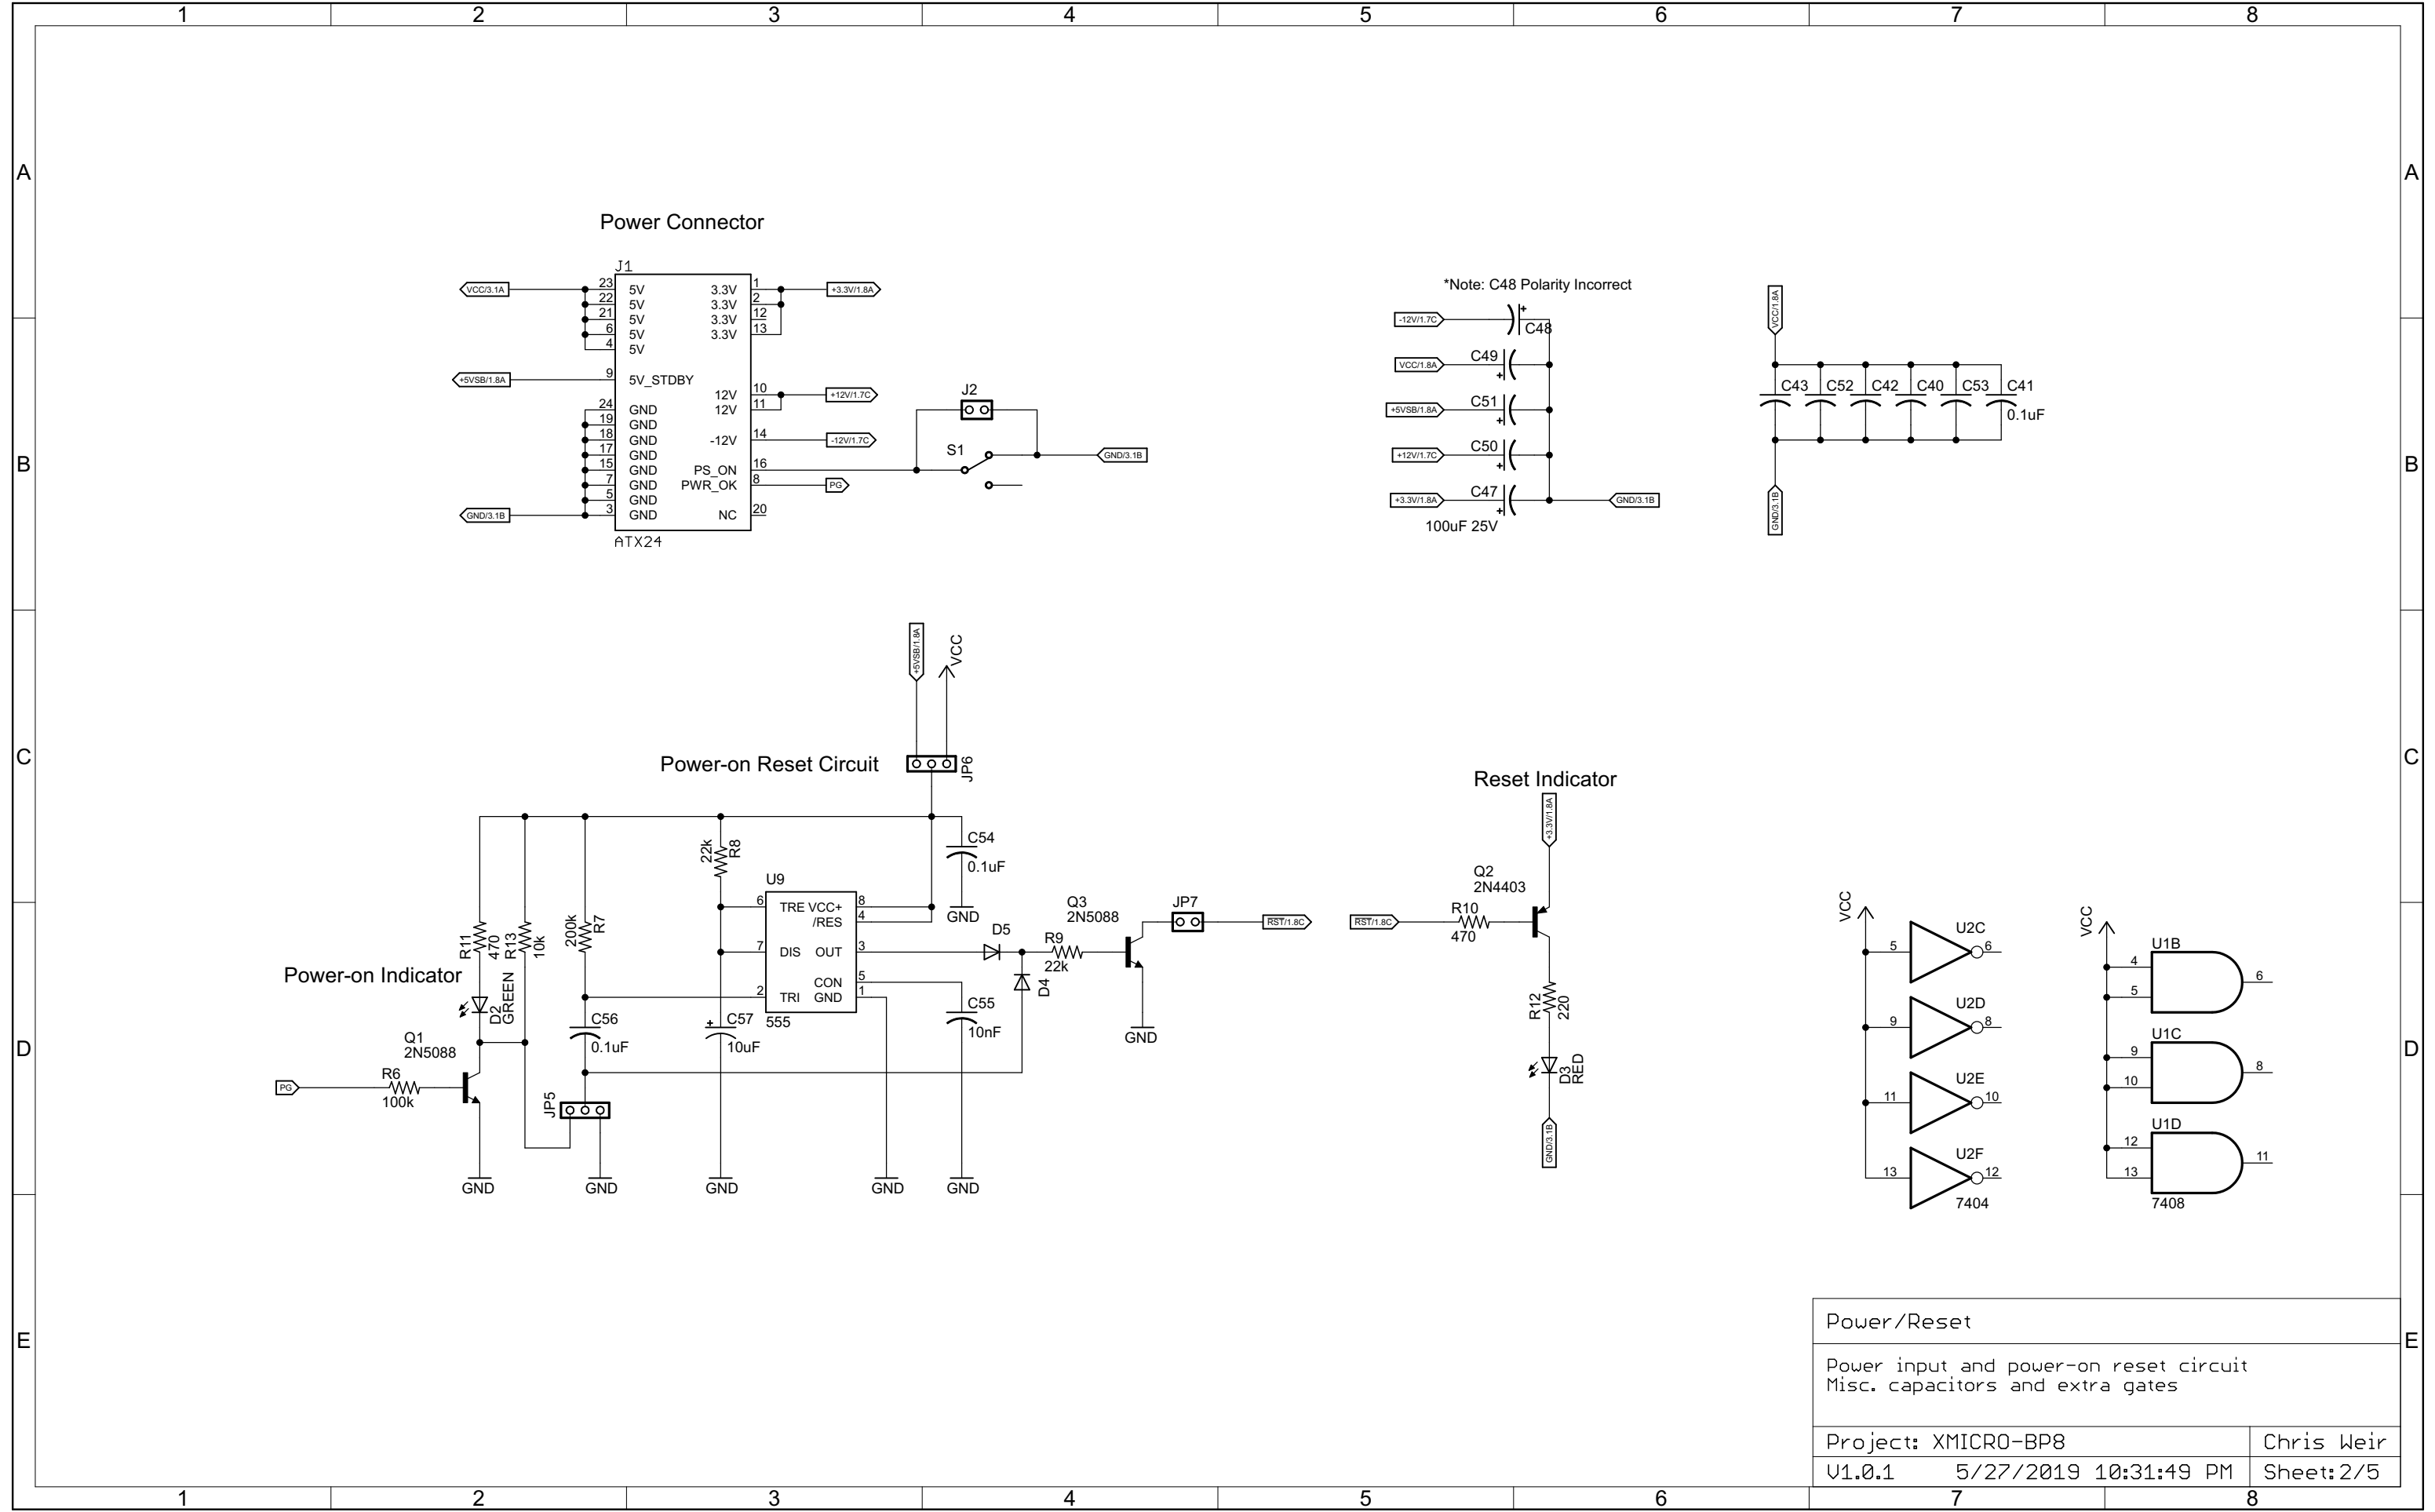 1 2 3 4 5 6 7 8
A
A
Power Connector
J1
VCC/3.1A
23 5V
22 5V
21 5V
6 5V
4 5V
+5VSB/1.8A
9 5V_STDBY
24 GND
19 GND
18 GND
17 GND
15 GND
7 GND
5 GND
GND/3.1B
3 GND
3.3V 1
+3.3V/1.8A
3.3V 2
3.3V 12
3.3V 13
12V 10
+12V/1.7C
12V 11
-12V 14
-12V/1.7C
PS_ON 16
PWR_OK 8
PG
NC 20
ATX24
J2
S1
GND/3.1B
*Note: C48 Polarity Incorrect
-12V/1.7C
C48
VCC/1.8A
C49
+5VSB/1.8A
C51
+12V/1.7C
C50
+3.3V/1.8A
C47
100uF 25V
GND/3.1B
VCC/1.8A
C43 C52 C42 C40 C53 C41
0.1uF
GND/3.1B
B
B
C
C
+5VSB/1.8A
VCC
Power-on Reset Circuit
JP6
C54
0.1uF
GND
22k
R8
U9
6 TRE VCC+ 8
/RES 4
7 DIS OUT 3
CON 5
2 TRI GND 1
555
200k
R7
R11
470
R13
10k
Power-on Indicator
D2
GREEN
Q1
2N5088
PG
R6
100k
C56
0.1uF
JP5
C57
10uF
C55
10nF
D5
D4
R9
22k
Q3
2N5088
JP7
RST/1.8C
GND
GND
GND
GND
GND
GND
Reset Indicator
+3.3V/1.8A
Q2
2N4403
RST/1.8C
R10
470
R12
220
D3
RED
GND/3.1B
VCC
U2C
5 6
U2D
9 8
U2E
11 10
U2F
13 12
7404
VCC
U1B
4
5
6
U1C
9
10
8
U1D
12
13
11
7408
D
D
E
E
Power/Reset
Power input and power-on reset circuit
Misc. capacitors and extra gates
Project: XMICRO-BP8
Chris Weir
V1.0.1 5/27/2019 10:31:49 PM
Sheet: 2/5
1 2 3 4 5 6 7 8